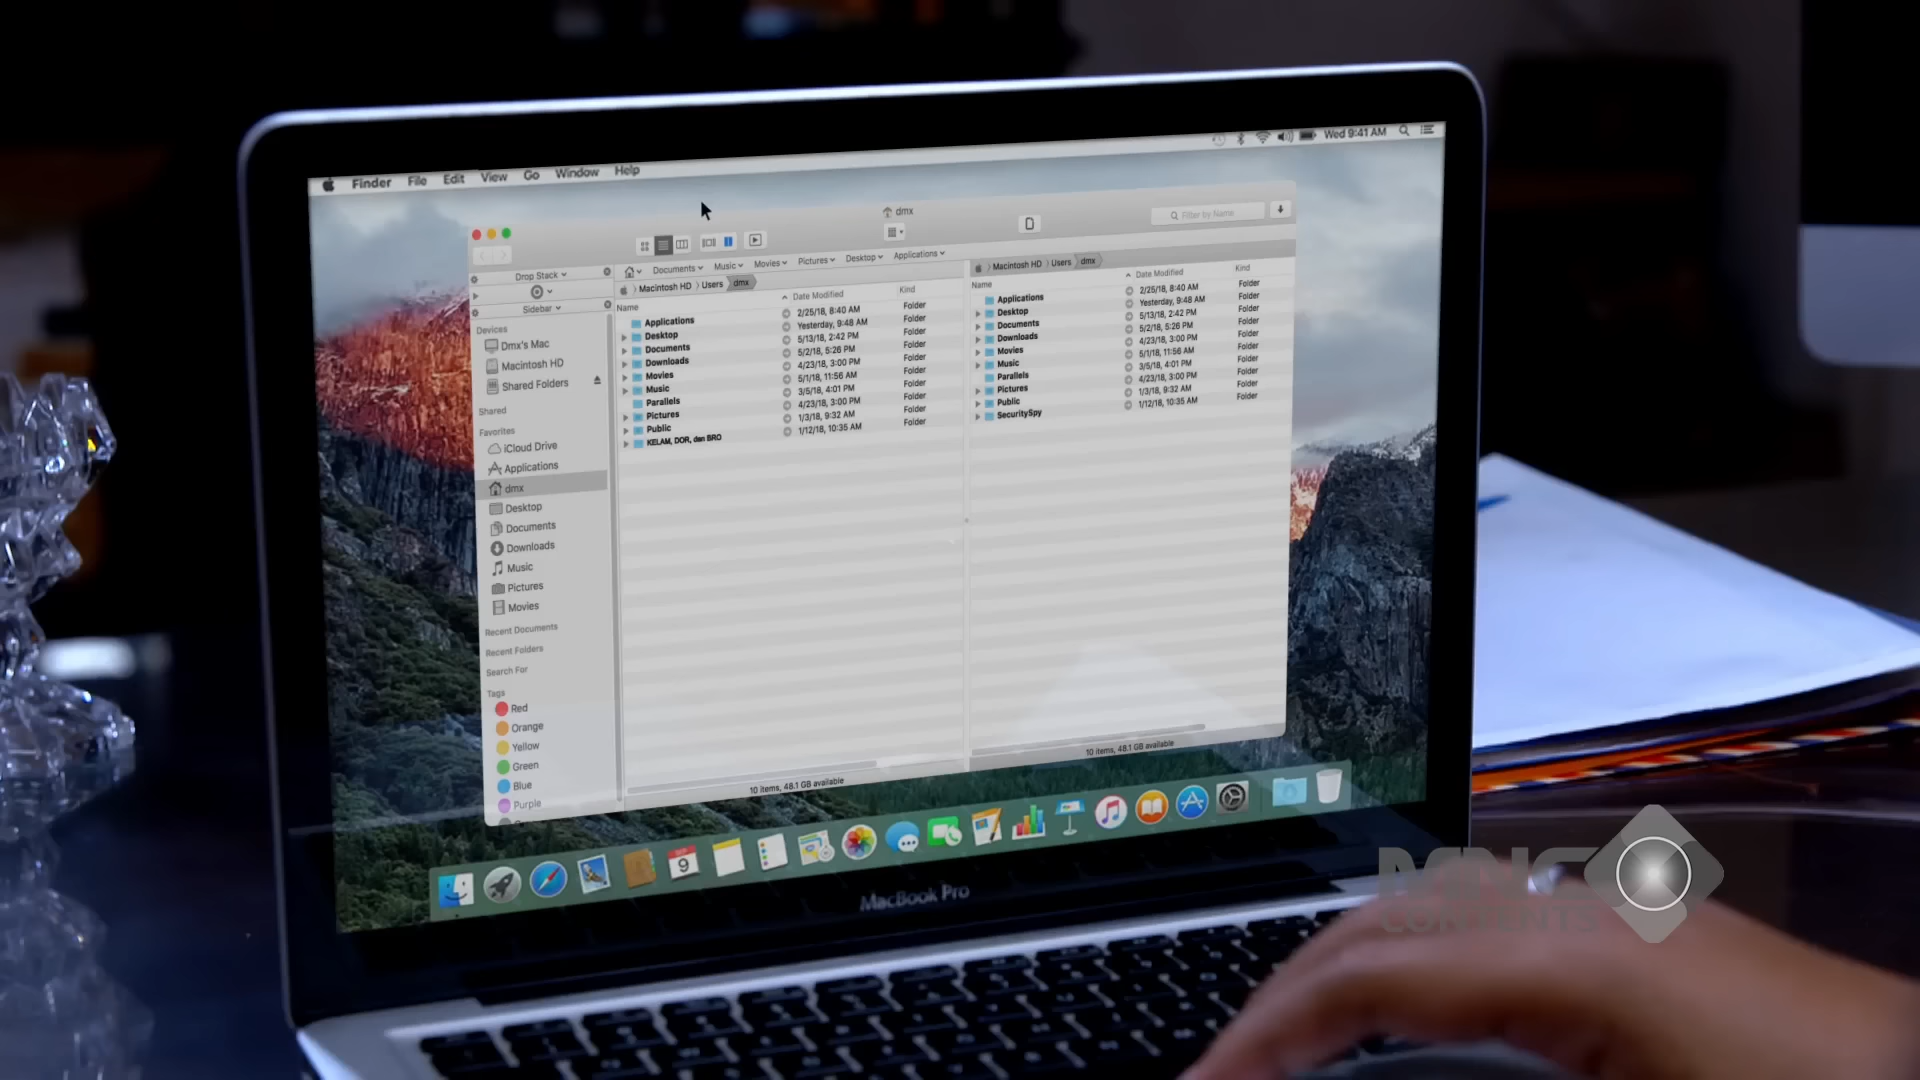 Finder File Edit View Go Window Help
Wed 9:41 AM
dmx
Filter by Name
Documents Music Movies Pictures Desktop Applications
Drop Stack
Sidebar
Devices
Dmx's Mac
Macintosh HD
Shared Folders
Shared
Favorites
iCloud Drive
Applications
dmx
Desktop
Documents
Downloads
Music
Pictures
Movies
Recent Documents
Recent Folders
Search For
Tags
Red
Orange
Yellow
Green
Blue
Purple
Macintosh HD Users dmx
Name Date Modified Kind
Applications 2/25/18, 8:40 AM Folder
Desktop Yesterday, 9:48 AM Folder
Documents 5/13/18, 2:42 PM Folder
Downloads 5/2/18, 5:26 PM Folder
Movies 4/23/18, 3:00 PM Folder
Music 5/1/18, 11:56 AM Folder
Parallels 3/5/18, 4:01 PM Folder
Pictures 4/23/18, 3:00 PM Folder
Public 1/3/18, 9:32 AM Folder
KELAM, DOR, dan BRO 1/12/18, 10:35 AM Folder
10 items, 48.1 GB available
Macintosh HD Users dmx
Name Date Modified Kind
Applications 2/25/18, 8:40 AM Folder
Desktop Yesterday, 9:48 AM Folder
Documents 5/13/18, 2:42 PM Folder
Downloads 5/2/18, 5:26 PM Folder
Movies 4/23/18, 3:00 PM Folder
Music 5/1/18, 11:56 AM Folder
Parallels 3/5/18, 4:01 PM Folder
Pictures 4/23/18, 3:00 PM Folder
Public 1/3/18, 9:32 AM Folder
SecuritySpy 1/12/18, 10:35 AM Folder
10 items, 48.1 GB available
9
MacBook Pro
MNC
CONTENTS